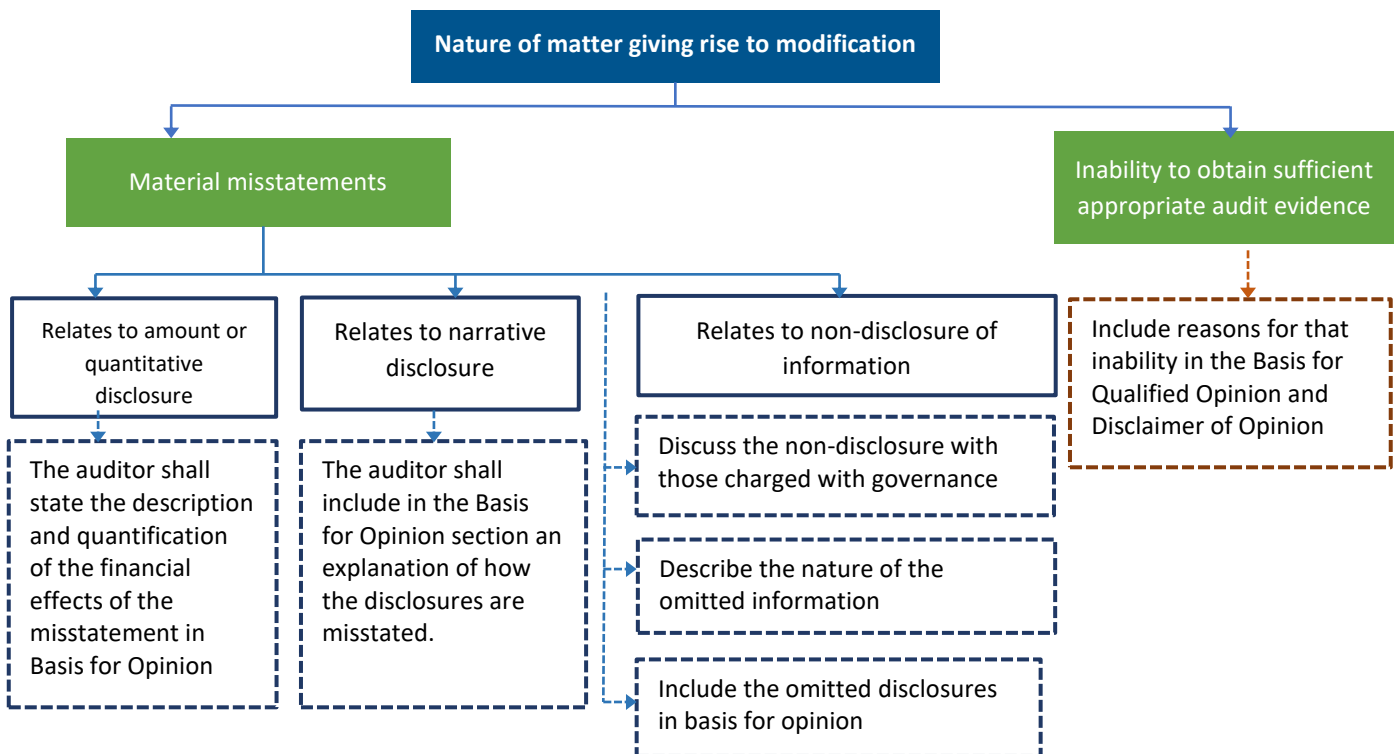 Nature of matter giving rise to modification
Material misstatements
Inability to obtain sufficient
appropriate audit evidence
Relates to amount or
quantitative
disclosure
Relates to narrative
disclosure
Relates to non-disclosure of
information
Include reasons for that
inability in the Basis for
Qualified Opinion and
Disclaimer of Opinion
The auditor shall
state the description
and quantification
of the financial
effects of the
misstatement in
Basis for Opinion
The auditor shall
include in the Basis
for Opinion section an
explanation of how
the disclosures are
misstated.
Discuss the non-disclosure with
those charged with governance
Describe the nature of the
omitted information
Include the omitted disclosures
in basis for opinion